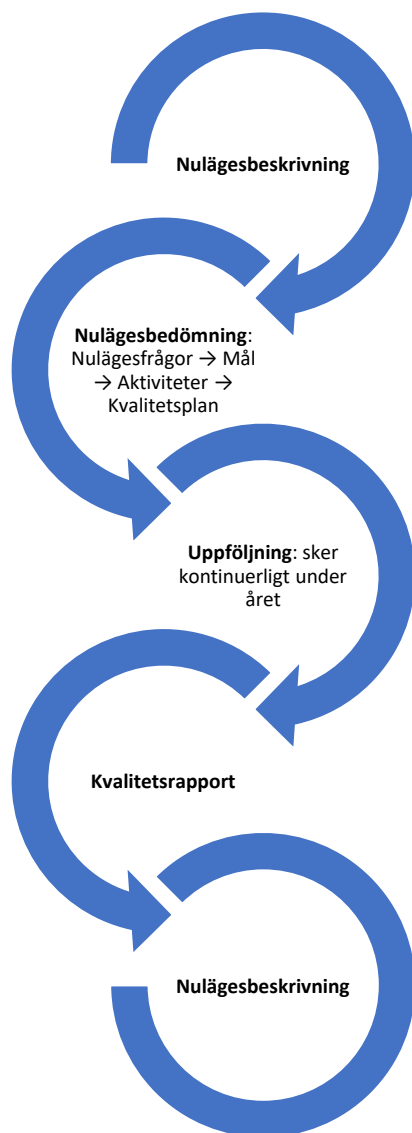 Nulägesbeskrivning
Nulägesbedömning:
Nulägesfrågor → Mål
→ Aktiviteter →
Kvalitetsplan
Uppföljning: sker
kontinuerligt under
året
Kvalitetsrapport
Nulägesbeskrivning